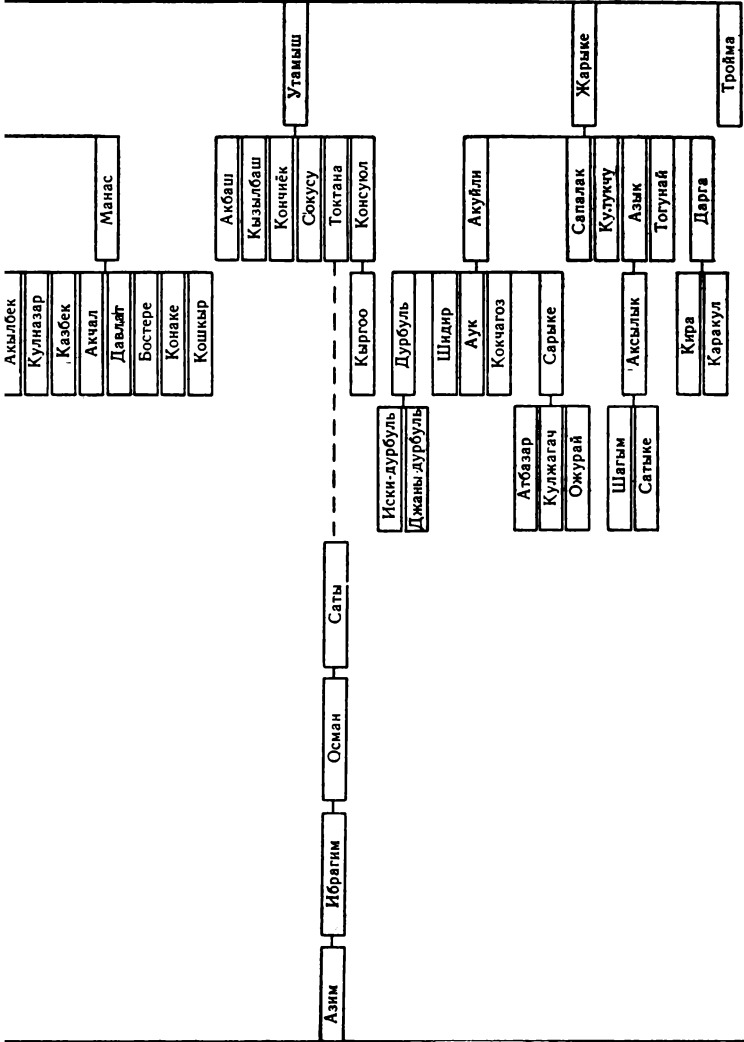 Утамыш
Жарыке
Тройма
Манас
Акбаш
Кызылбаш
Кончиёк
Сокусу
Токтана
Консуюл
Акуйли
Сапалак
Кулукчу
Азык
Тогунай
Дарга
Акылбек
Кулназар
Казбек
Акчал
Давлат
Бостере
Конаке
Кошкыр
Кыргоо
Дурбуль
Шидир
Аук
Кокчагоз
Сарыке
Аксылык
Кира
Каракул
Иски-дурбуль
Джаны-дурбуль
Атбазар
Кулжагач
Ожурай
Шагым
Сатыке
Саты
Осман
Ибрагим
Азим